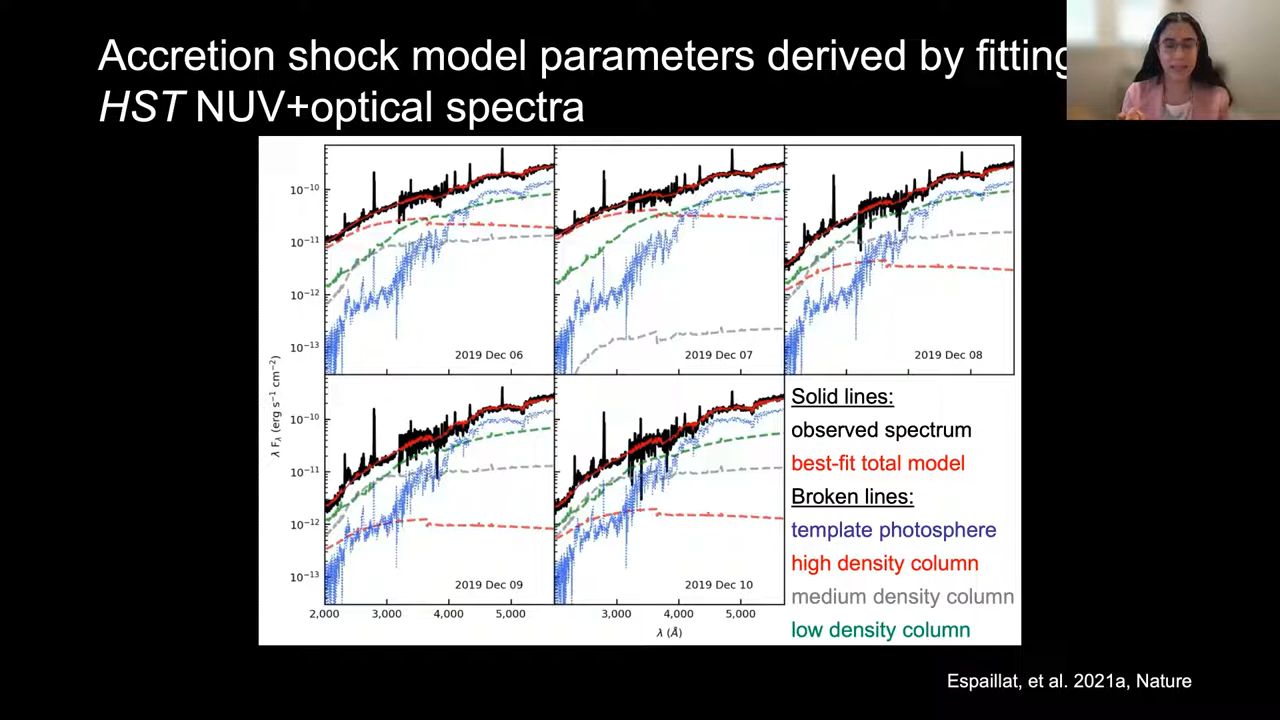 Accretion shock model parameters derived by fitting
HST NUV+optical spectra
10⁻¹⁰
10⁻¹¹
10⁻¹²
10⁻¹³
2019 Dec 06
2019 Dec 07
2019 Dec 08
λ Fλ (erg s⁻¹ cm⁻²)
10⁻¹⁰
10⁻¹¹
10⁻¹²
10⁻¹³
2019 Dec 09
2019 Dec 10
2,000 3,000 4,000 5,000
3,000 4,000 5,000
λ (Å)
Solid lines:
observed spectrum
best-fit total model
Broken lines:
template photosphere
high density column
medium density column
low density column
Espaillat, et al. 2021a, Nature